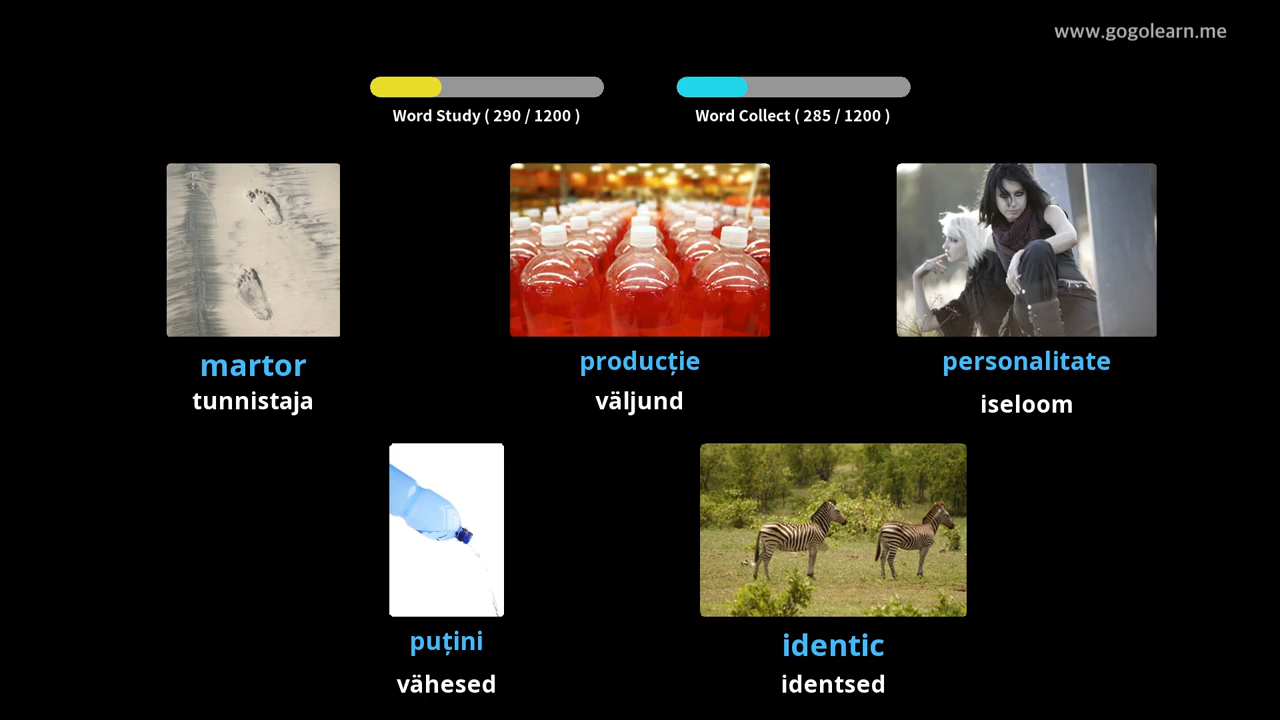 www.gogolearn.me
Word Study ( 290 / 1200 )
Word Collect ( 285 / 1200 )
martor
tunnistaja
producție
väljund
personalitate
iseloom
puțini
vähesed
identic
identsed